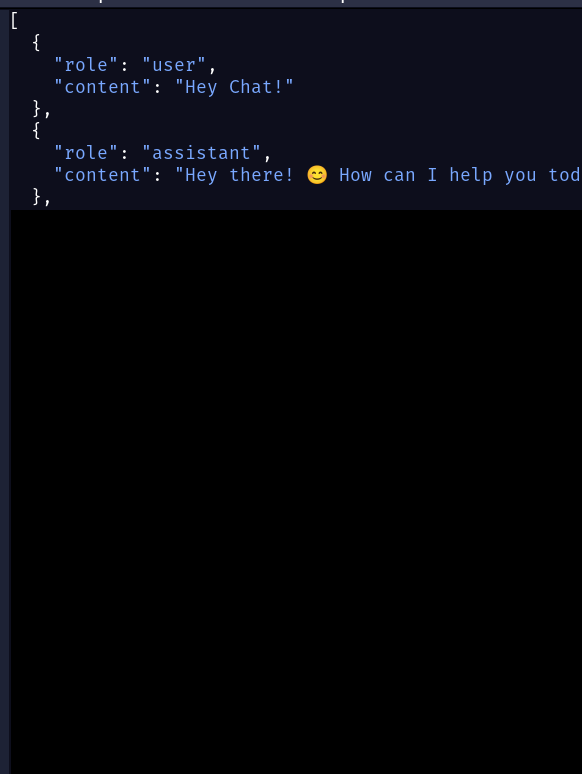 [
  {
    "role": "user",
    "content": "Hey Chat!"
  },
  {
    "role": "assistant",
    "content": "Hey there! 😊 How can I help you tod
  },